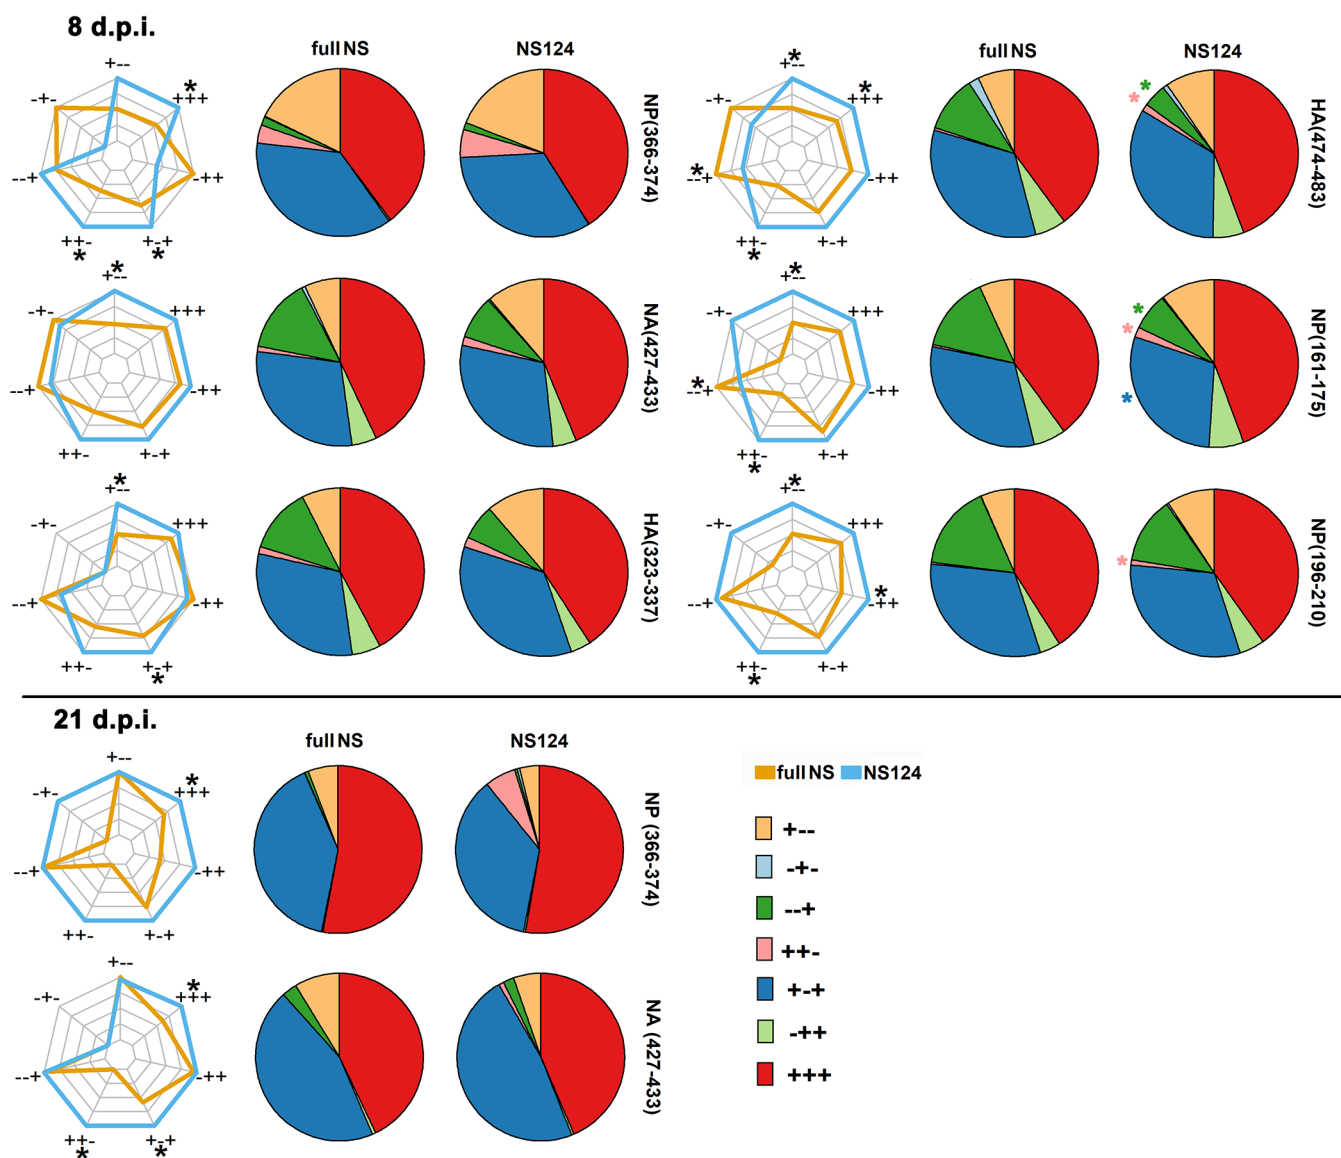 8 d.p.i.
full NS NS124 full NS NS124
+-- +++ -++ +-+ ++- --+ -+-
* * *
NP(366-374)
+-- +++ -++ +-+ ++- --+ -+-
* * * *
* *
HA(474-483)
+-- +++ -++ +-+ ++- --+ -+-
*
NA(427-433)
+-- +++ -++ +-+ ++- --+ -+-
* * *
* * *
NP(161-175)
+-- +++ -++ +-+ ++- --+ -+-
* *
HA(323-337)
+-- +++ -++ +-+ ++- --+ -+-
* * *
*
NP(196-210)
21 d.p.i.
full NS NS124
+-- +++ -++ +-+ ++- --+ -+-
*
NP (366-374)
+-- +++ -++ +-+ ++- --+ -+-
* * *
NA (427-433)
full NS NS124
+--
-+-
--+
++-
+-+
-++
+++